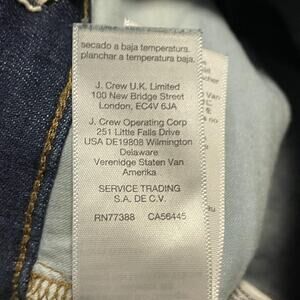 secado a baja temperatura.
planchar a temperatura baja.
J. Crew U.K. Limited
100 New Bridge Street
London, EC4V 6JA
J. Crew Operating Corp
251 Little Falls Drive
USA DE19808 Wilmington
Delaware
Verenidge Staten Van
Amerika
SERVICE TRADING
S.A. DE C.V.
RN77388 CA56445